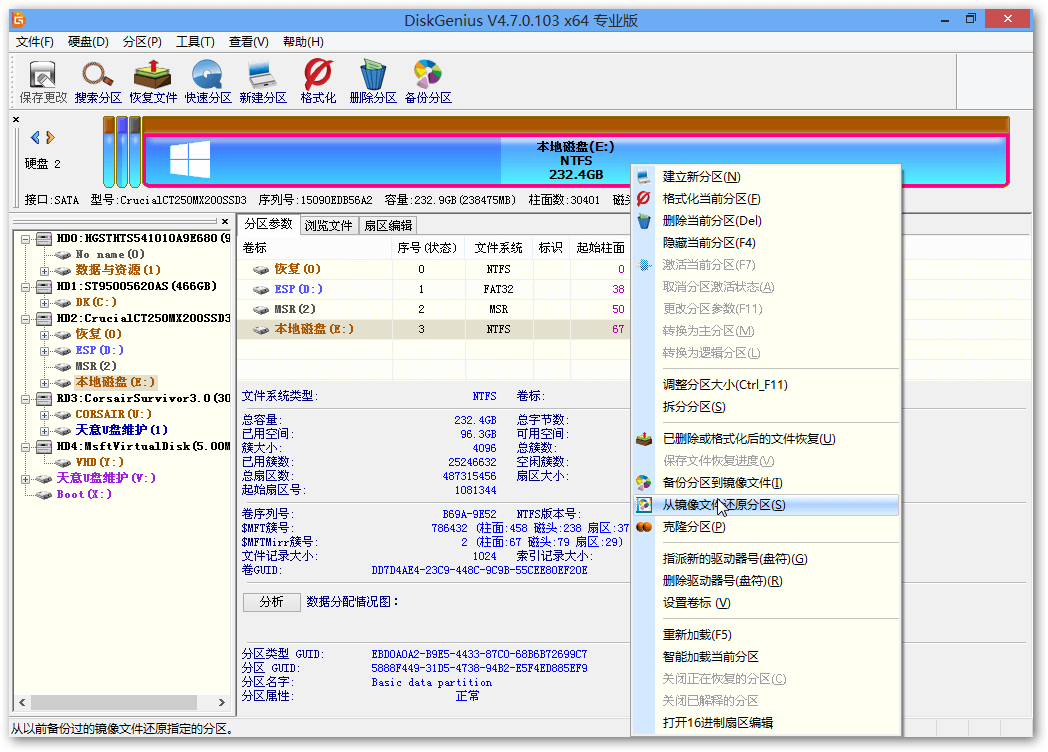 DiskGenius V4.7.0.103 x64 专业版
文件(F) 硬盘(D) 分区(P) 工具(T) 查看(V) 帮助(H)
保存更改 搜索分区 恢复文件 快速分区 新建分区 格式化 删除分区 备份分区
硬盘 2
本地磁盘(E:)
NTFS
232.4GB
接口:SATA 型号:CrucialCT250MX200SSD3 序列号:15090EDB56A2 容量:232.9GB(238475MB) 柱面数:30401 磁头
HD0:HGSTHTS541010A9E680(9
No name(0)
数据与资源(1)
HD1:ST95005620AS(466GB)
DK(C:)
HD2:CrucialCT250MX200SSD3
恢复(0)
ESP(D:)
MSR(2)
本地磁盘(E:)
RD3:CorsairSurvivor3.0(30
CORSAIR(U:)
天意U盘维护(1)
HD4:MsftVirtualDisk(5.00M
VHD(Y:)
天意U盘维护(V:)
Boot(X:)
分区参数 浏览文件 扇区编辑
卷标 序号(状态) 文件系统 标识 起始柱面
恢复(0) 0 NTFS 0
ESP(D:) 1 FAT32 38
MSR(2) 2 MSR 50
本地磁盘(E:) 3 NTFS 67
文件系统类型: NTFS 卷标:
总容量: 232.4GB 总字节数:
已用空间: 96.3GB 可用空间:
簇大小: 4096 总簇数:
已用簇数: 25246632 空闲簇数:
总扇区数: 487315456 扇区大小:
起始扇区号: 1081344
卷序列号: B69A-9E52 NTFS版本号:
$MFT簇号: 786432 (柱面:458 磁头:238 扇区:37
$MFTMirr簇号: 2 (柱面:67 磁头:79 扇区:29)
文件记录大小: 1024 索引记录大小:
卷GUID: DD7D4AE4-23C9-448C-9C9B-55CEE80EF20E
分析 数据分配情况图:
分区类型 GUID: EBD0A0A2-B9E5-4433-87C0-68B6B72699C7
分区 GUID: 5888F449-31D5-4738-94B2-E5F4ED885EF9
分区名字: Basic data partition
分区属性: 正常
建立新分区(N)
格式化当前分区(F)
删除当前分区(Del)
隐藏当前分区(F4)
激活当前分区(F7)
取消分区激活状态(A)
更改分区参数(F11)
转换为主分区(M)
转换为逻辑分区(L)
调整分区大小(Ctrl_F11)
拆分分区(S)
已删除或格式化后的文件恢复(U)
保存文件恢复进度(V)
备份分区到镜像文件(I)
从镜像文件还原分区(S)
克隆分区(P)
指派新的驱动器号(盘符)(G)
删除驱动器号(盘符)(R)
设置卷标 (V)
重新加载(F5)
智能加载当前分区
关闭正在恢复的分区(C)
关闭已解释的分区
打开16进制扇区编辑
从以前备份过的镜像文件还原指定的分区。